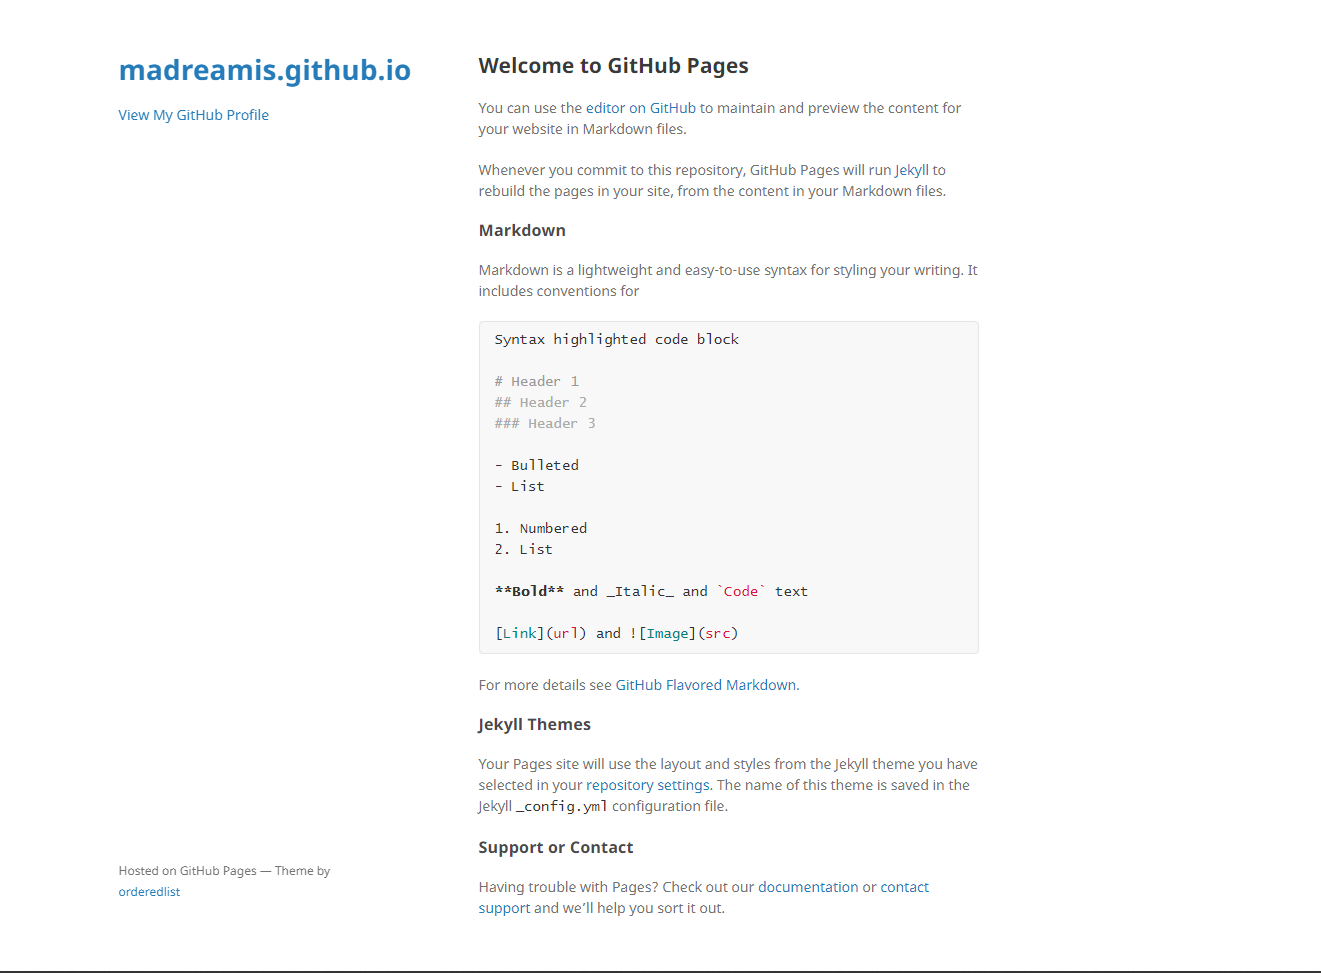 madreamis.github.io
View My GitHub Profile
Welcome to GitHub Pages
You can use the editor on GitHub to maintain and preview the content for
your website in Markdown files.
Whenever you commit to this repository, GitHub Pages will run Jekyll to
rebuild the pages in your site, from the content in your Markdown files.
Markdown
Markdown is a lightweight and easy-to-use syntax for styling your writing. It
includes conventions for
Syntax highlighted code block
# Header 1
## Header 2
### Header 3
- Bulleted
- List
1. Numbered
2. List
**Bold** and _Italic_ and `Code` text
[Link](url) and ![Image](src)
For more details see GitHub Flavored Markdown.
Jekyll Themes
Your Pages site will use the layout and styles from the Jekyll theme you have
selected in your repository settings. The name of this theme is saved in the
Jekyll _config.yml configuration file.
Support or Contact
Having trouble with Pages? Check out our documentation or contact
support and we’ll help you sort it out.
Hosted on GitHub Pages — Theme by
orderedlist